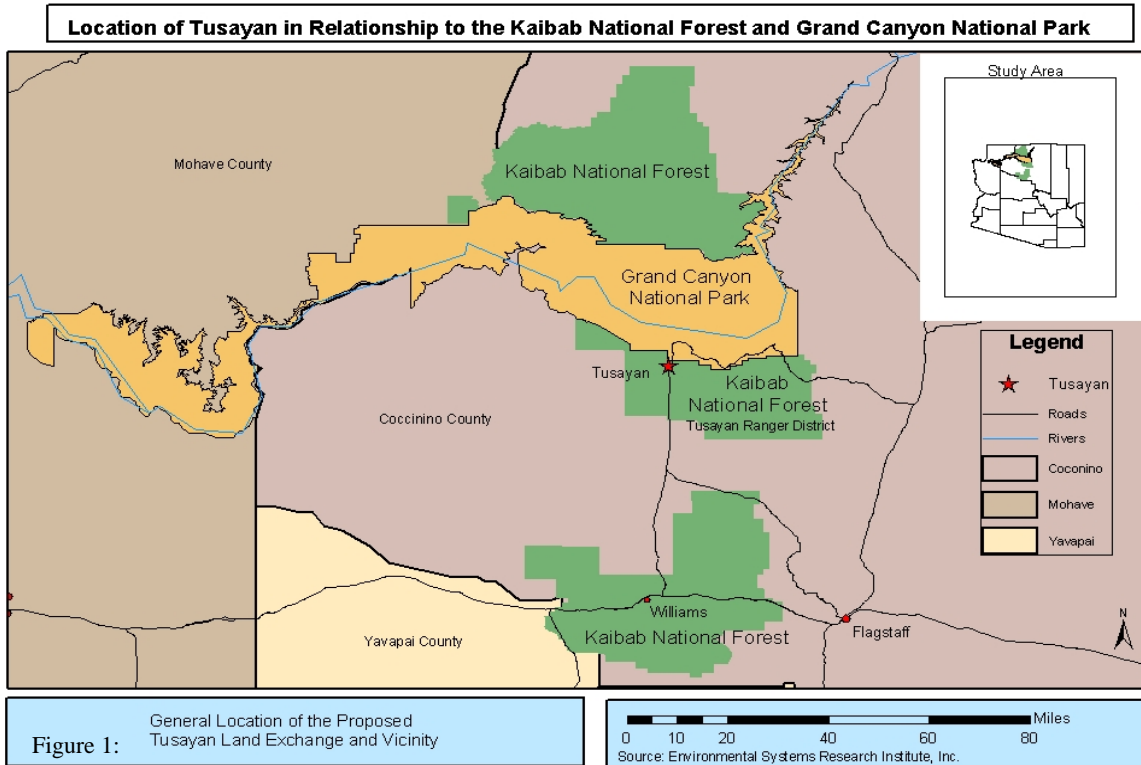 Location of Tusayan in Relationship to the Kaibab National Forest and Grand Canyon National Park
Study Area
Mohave County
Kaibab National Forest
Grand Canyon
National Park
Tusayan
Kaibab
National Forest
Tusayan Ranger District
Coccinino County
Legend
Tusayan
Roads
Rivers
Coconino
Mohave
Yavapai
Williams
Kaibab National Forest
Flagstaff
Yavapai County
N
Figure 1:
General Location of the Proposed
Tusayan Land Exchange and Vicinity
Miles
0 10 20 40 60 80
Source: Environmental Systems Research Institute, Inc.